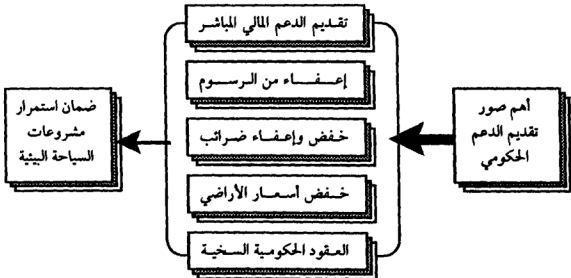 أهم صور
تقديم الدعم
الحكومي
تقديم الدعم المالي المباشر
إعفاء من الرسوم
خفض وإعفاء ضرائب
خفض أسعار الأراضي
العقود الحكومية السخية
ضمان استمرار
مشروعات
السياحة البيئية